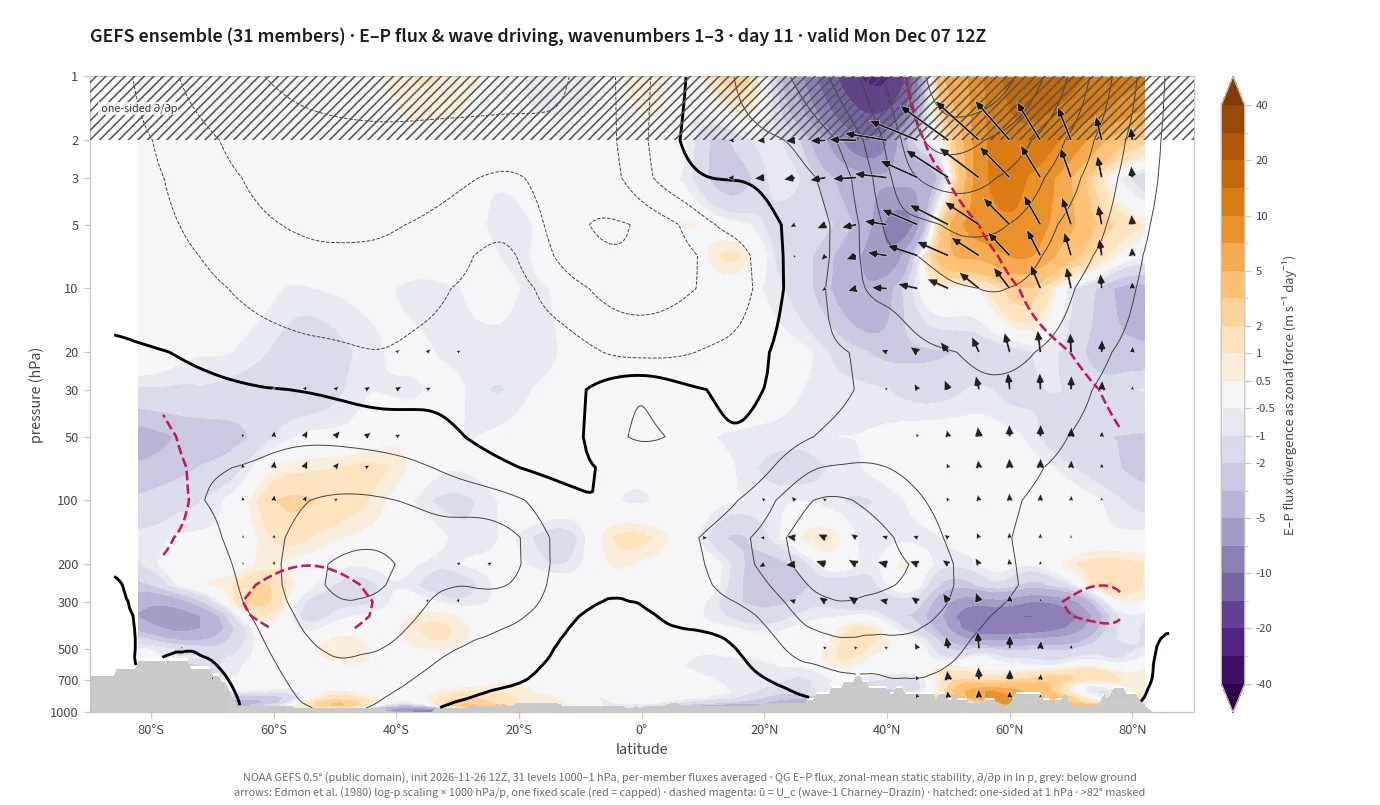 GEFS ensemble (31 members) · E–P flux & wave driving, wavenumbers 1–3 · day 11 · valid Mon Dec 07 12Z
one-sided ∂/∂p
1
2
3
5
10
20
30
50
100
200
300
500
700
1000
pressure (hPa)
80°S
60°S
40°S
20°S
0°
20°N
40°N
60°N
80°N
latitude
40
20
10
5
2
1
0.5
-0.5
-1
-2
-5
-10
-20
-40
E–P flux divergence as zonal force (m s⁻¹ day⁻¹)
NOAA GEFS 0.5° (public domain), init 2026-11-26 12Z, 31 levels 1000–1 hPa, per-member fluxes averaged · QG E–P flux, zonal-mean static stability, ∂/∂p in ln p, grey: below ground
arrows: Edmon et al. (1980) log-p scaling × 1000 hPa/p, one fixed scale (red = capped) · dashed magenta: ū = U_c (wave-1 Charney–Drazin) · hatched: one-sided at 1 hPa · >82° masked